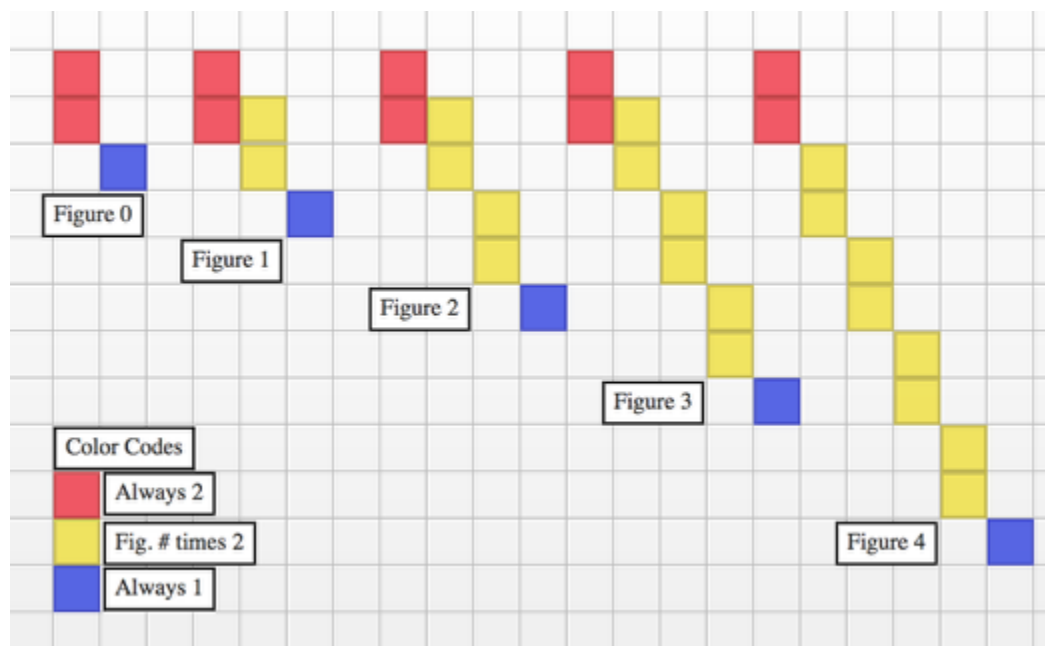 Figure 0
Figure 1
Figure 2
Figure 3
Color Codes
Always 2
Fig. # times 2
Figure 4
Always 1